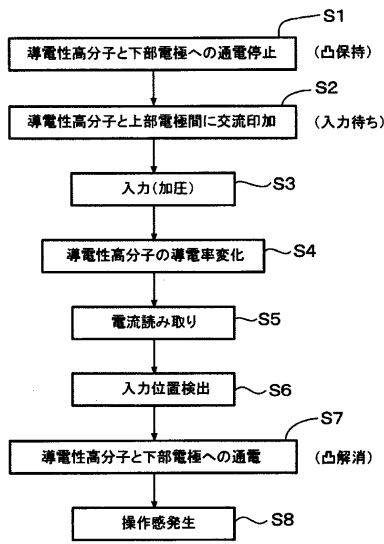 S1
導電性高分子と下部電極への通電停止 (凸保持)
S2
導電性高分子と上部電極間に交流印加 (入力待ち)
入力(加圧) S3
導電性高分子の導電率変化 S4
電流読み取り S5
入力位置検出 S6
S7
導電性高分子と下部電極への通電 (凸解消)
操作感発生 S8